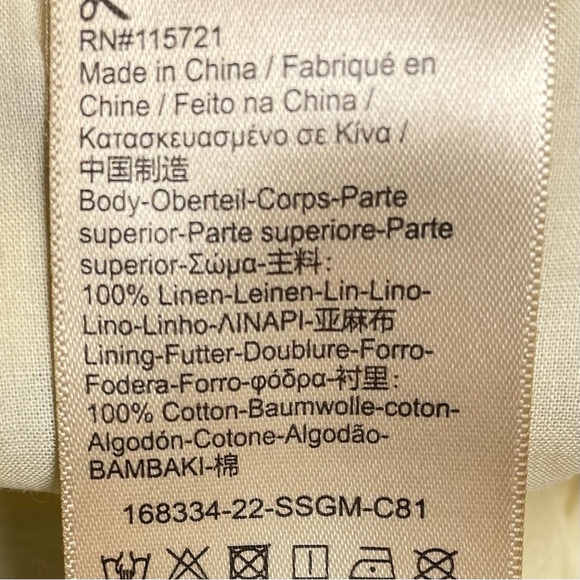 RN#115721
Made in China / Fabriqué en
Chine / Feito na China /
Κατασκευασμένο σε Κίνα /
中国制造
Body-Oberteil-Corps-Parte
superior-Parte superiore-Parte
superior-Σώμα-主料:
100% Linen-Leinen-Lin-Lino-
Lino-Linho-ΛΙΝΑΡΙ-亚麻布
Lining-Futter-Doublure-Forro-
Fodera-Forro-φόδρα-衬里:
100% Cotton-Baumwolle-coton-
Algodón-Cotone-Algodão-
BAMBAKI-棉
168334-22-SSGM-C81